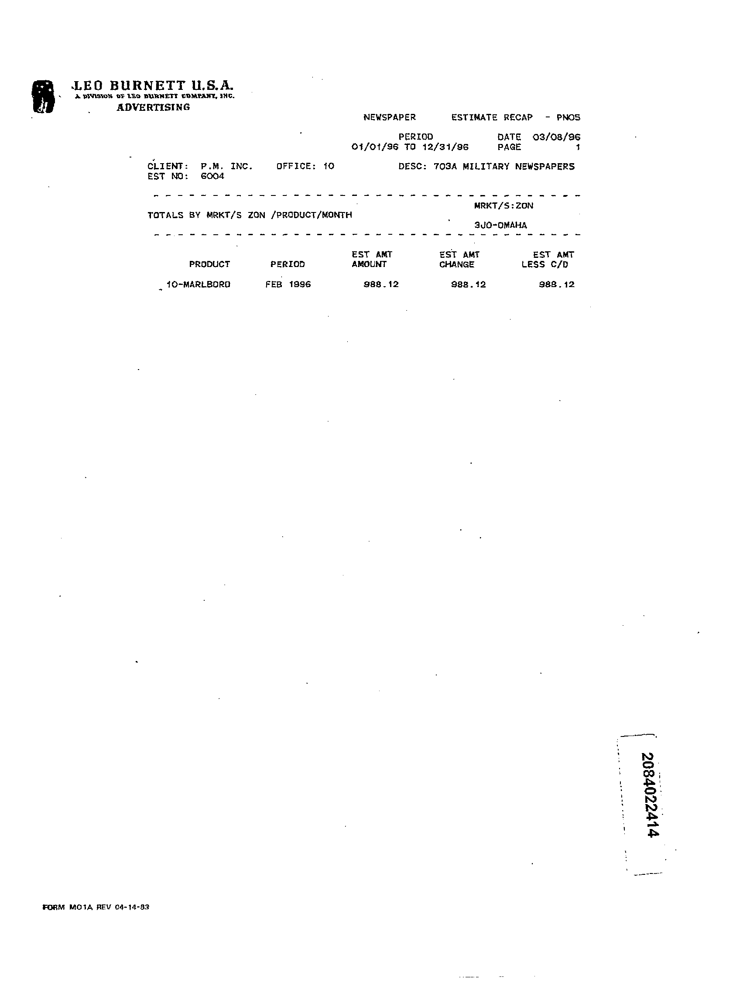 LEO BURNETT U.S.A.
A DIVISION OF LEO BURNETT COMPANY, INC.
ADVERTISING
NEWSPAPER ESTIMATE RECAP - PNO5
PERIOD DATE 03/08/96
01/01/96 TO 12/31/96 PAGE 1
CLIENT: P.M. INC. OFFICE: 10 DESC: 703A MILITARY NEWSPAPERS
EST NO: 6004
MRKT/S:ZON
TOTALS BY MRKT/S ZON /PRODUCT/MONTH
3JO-OMAHA
EST AMT EST AMT EST AMT
PRODUCT PERIOD AMOUNT CHANGE LESS C/D
10-MARLBORO FEB 1996 988.12 988.12 988.12
2084022414
FORM MO1A REV 04-14-83